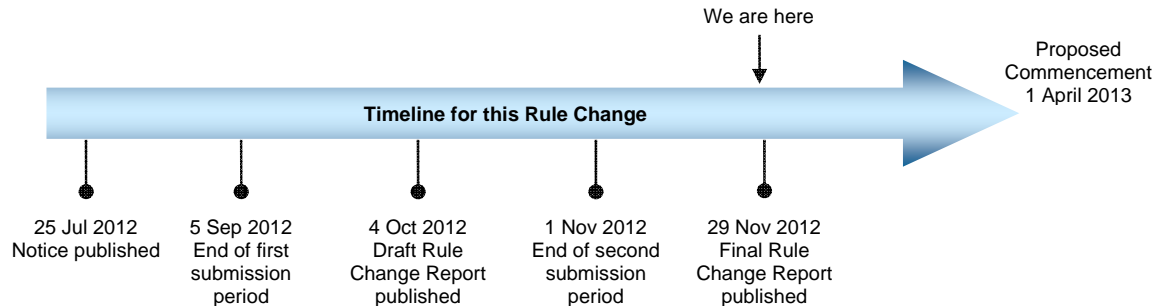 We are here
Proposed
Commencement
1 April 2013
Timeline for this Rule Change
25 Jul 2012
Notice published
5 Sep 2012
End of first
submission
period
4 Oct 2012
Draft Rule
Change Report
published
1 Nov 2012
End of second
submission
period
29 Nov 2012
Final Rule
Change Report
published